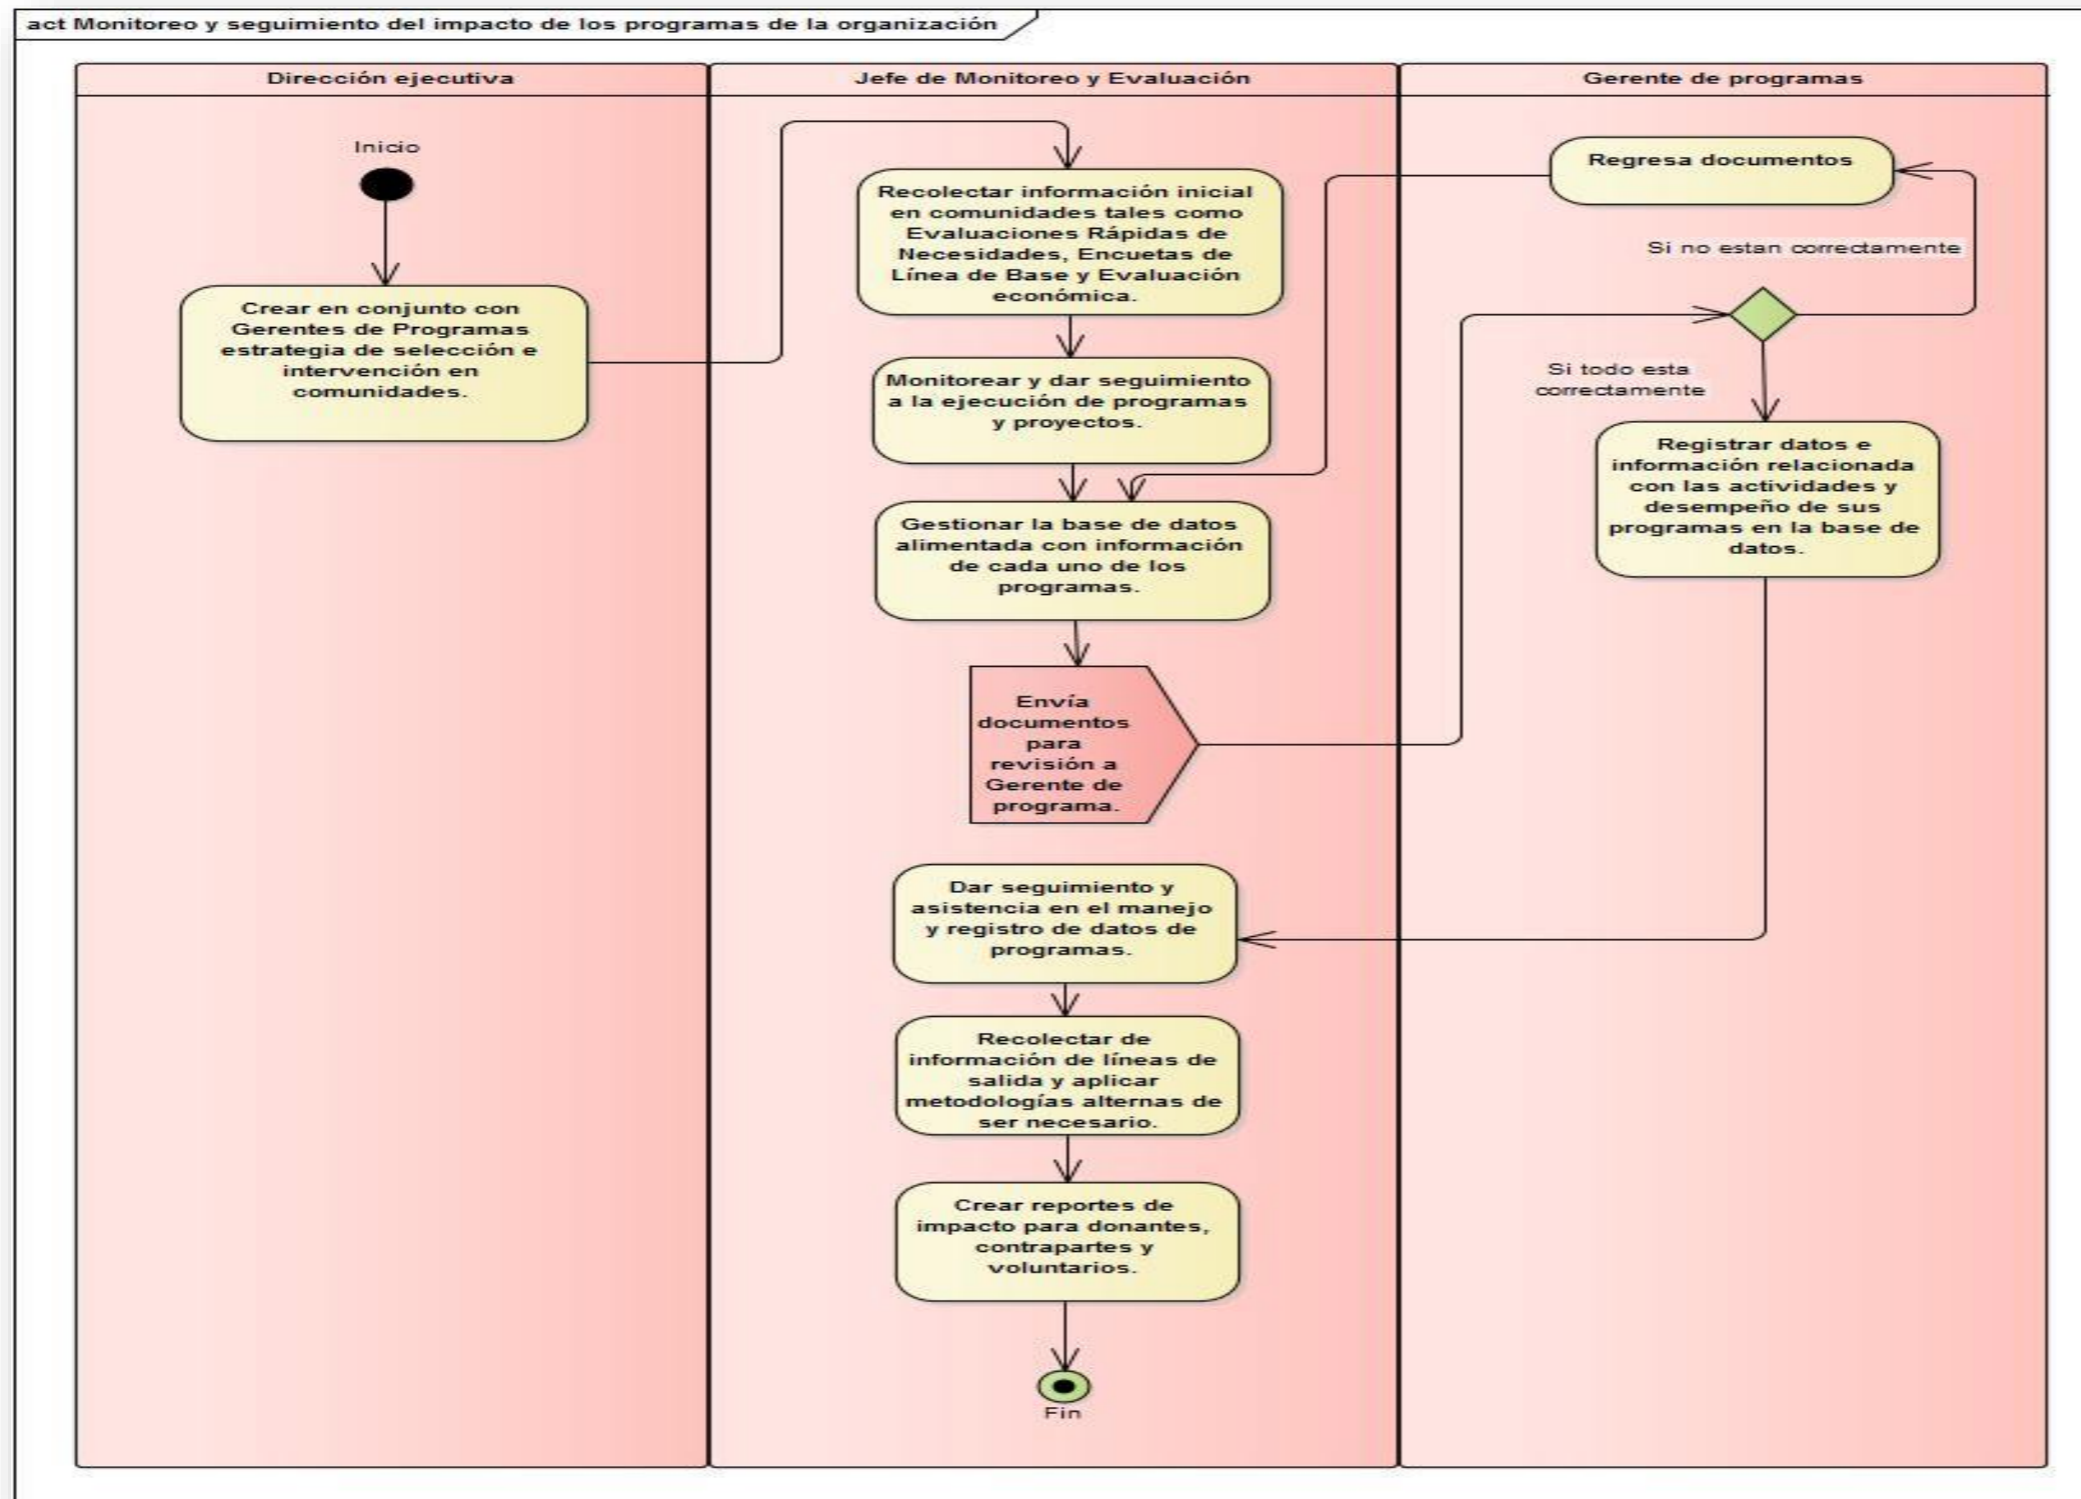 act Monitoreo y seguimiento del impacto de los programas de la organización
Dirección ejecutiva
Inicio
Crear en conjunto con
Gerentes de Programas
estrategia de selección e
intervención en
comunidades.
Jefe de Monitoreo y Evaluación
Recolectar información inicial
en comunidades tales como
Evaluaciones Rápidas de
Necesidades, Encuetas de
Línea de Base y Evaluación
económica.
Monitorear y dar seguimiento
a la ejecución de programas
y proyectos.
Gestionar la base de datos
alimentada con información
de cada uno de los
programas.
Envía
documentos
para
revisión a
Gerente de
programa.
Dar seguimiento y
asistencia en el manejo
y registro de datos de
programas.
Recolectar de
información de líneas de
salida y aplicar
metodologías alternas de
ser necesario.
Crear reportes de
impacto para donantes,
contrapartes y
voluntarios.
Fin
Gerente de programas
Regresa documentos
Si no estan correctamente
Si todo esta
correctamente
Registrar datos e
información relacionada
con las actividades y
desempeño de sus
programas en la base de
datos.